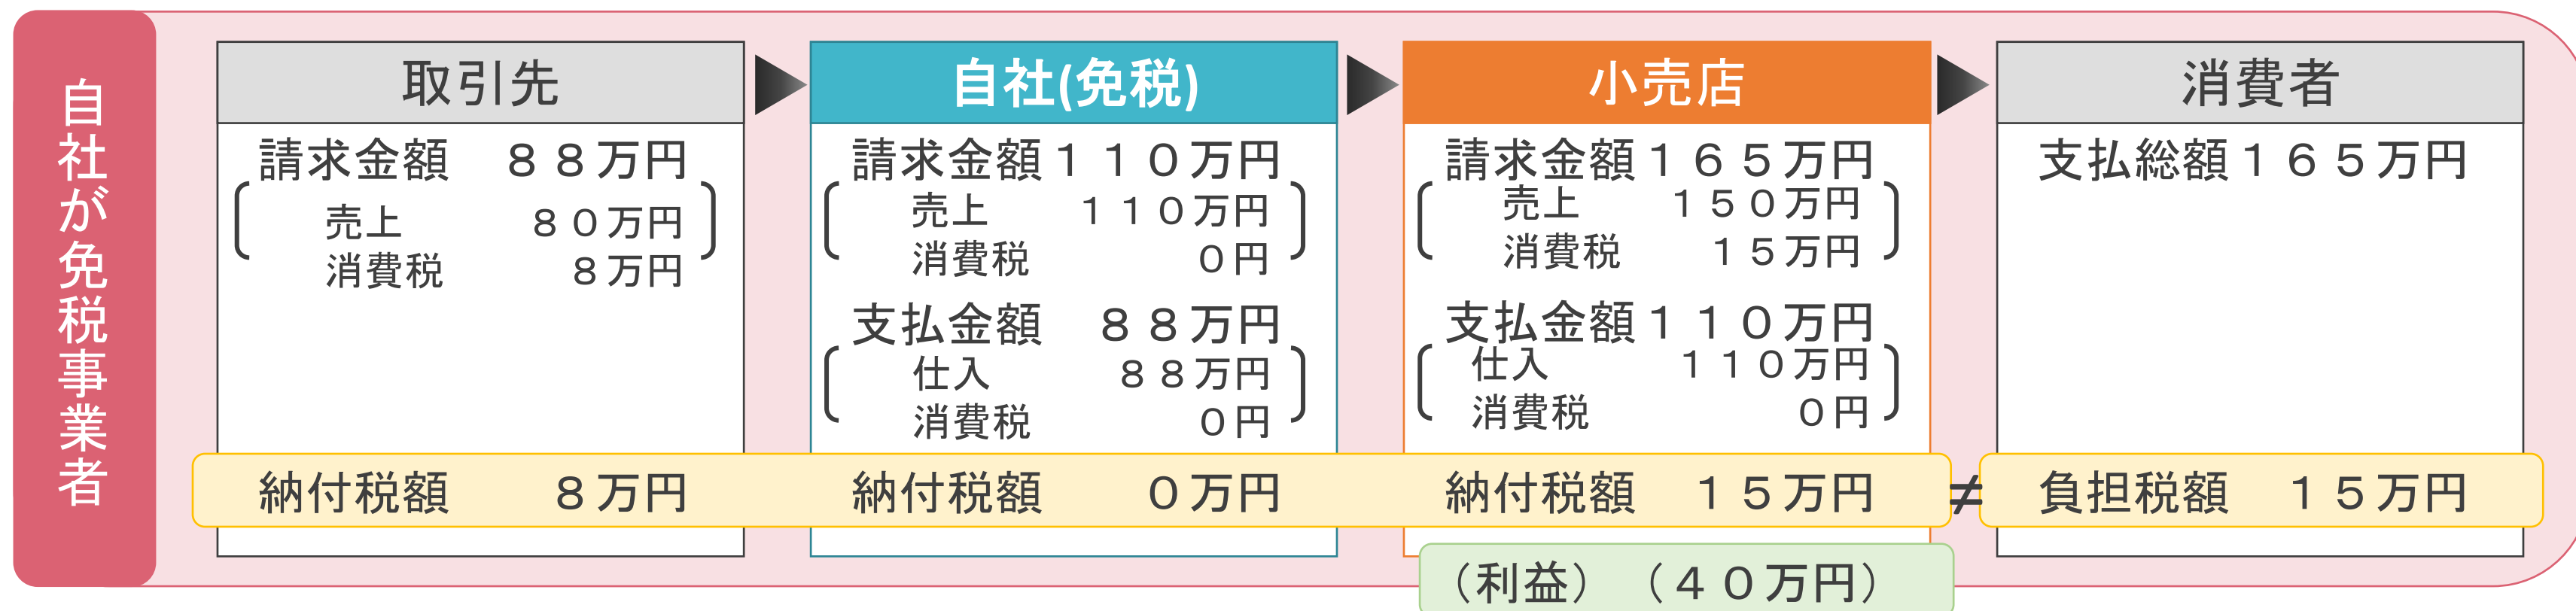 自社が免税事業者
取引先
請求金額 ８８万円
売上 ８０万円
消費税 ８万円
納付税額 ８万円
自社(免税)
請求金額１１０万円
売上 １１０万円
消費税 ０円
支払金額 ８８万円
仕入 ８８万円
消費税 ０円
納付税額 ０万円
小売店
請求金額１６５万円
売上 １５０万円
消費税 １５万円
支払金額１１０万円
仕入 １１０万円
消費税 ０円
納付税額 １５万円
（利益）（４０万円）
≠
消費者
支払総額１６５万円
負担税額 １５万円